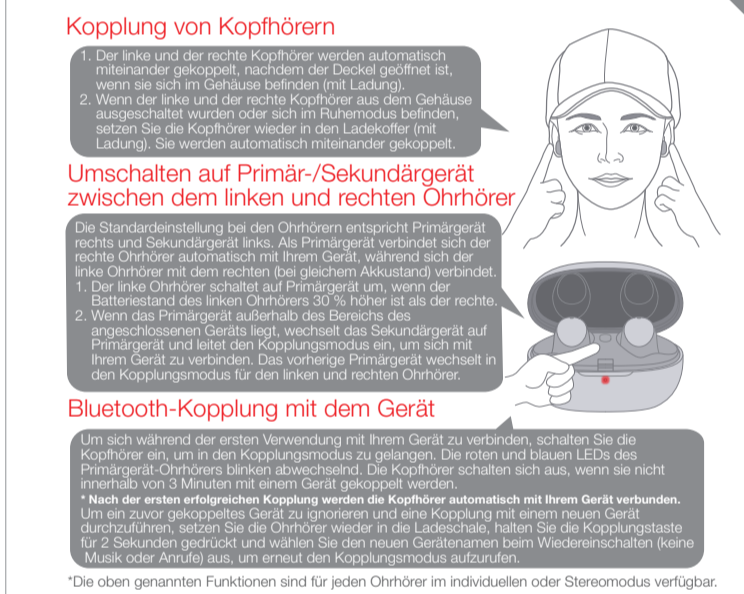 Kopplung von Kopfhörern
1. Der linke und der rechte Kopfhörer werden automatisch
miteinander gekoppelt, nachdem der Deckel geöffnet ist,
wenn sie sich im Gehäuse befinden (mit Ladung).
2. Wenn der linke und der rechte Kopfhörer aus dem Gehäuse
ausgeschaltet wurden oder sich im Ruhemodus befinden,
setzen Sie die Kopfhörer wieder in den Ladekoffer (mit
Ladung). Sie werden automatisch miteinander gekoppelt.
Umschalten auf Primär-/Sekundärgerät
zwischen dem linken und rechten Ohrhörer
Die Standardeinstellung bei den Ohrhörern entspricht Primärgerät
rechts und Sekundärgerät links. Als Primärgerät verbindet sich der
rechte Ohrhörer automatisch mit Ihrem Gerät, während sich der
linke Ohrhörer mit dem rechten (bei gleichem Akkustand) verbindet.
1. Der linke Ohrhörer schaltet auf Primärgerät um, wenn der
Batteriestand des linken Ohrhörers 30 % höher ist als der rechte.
2. Wenn das Primärgerät außerhalb des Bereichs des
angeschlossenen Geräts liegt, wechselt das Sekundärgerät auf
Primärgerät und leitet den Kopplungsmodus ein, um sich mit
Ihrem Gerät zu verbinden. Das vorherige Primärgerät wechselt in
den Kopplungsmodus für den linken und rechten Ohrhörer.
Bluetooth-Kopplung mit dem Gerät
Um sich während der ersten Verwendung mit Ihrem Gerät zu verbinden, schalten Sie die
Kopfhörer ein, um in den Kopplungsmodus zu gelangen. Die roten und blauen LEDs des
Primärgerät-Ohrhörers blinken abwechselnd. Die Kopfhörer schalten sich aus, wenn sie nicht
innerhalb von 3 Minuten mit einem Gerät gekoppelt werden.
* Nach der ersten erfolgreichen Kopplung werden die Kopfhörer automatisch mit Ihrem Gerät verbunden.
Um ein zuvor gekoppeltes Gerät zu ignorieren und eine Kopplung mit einem neuen Gerät
durchzuführen, setzen Sie die Ohrhörer wieder in die Ladeschale, halten Sie die Kopplungstaste
für 2 Sekunden gedrückt und wählen Sie den neuen Gerätenamen beim Wiedereinschalten (keine
Musik oder Anrufe) aus, um erneut den Kopplungsmodus aufzurufen.
*Die oben genannten Funktionen sind für jeden Ohrhörer im individuellen oder Stereomodus verfügbar.